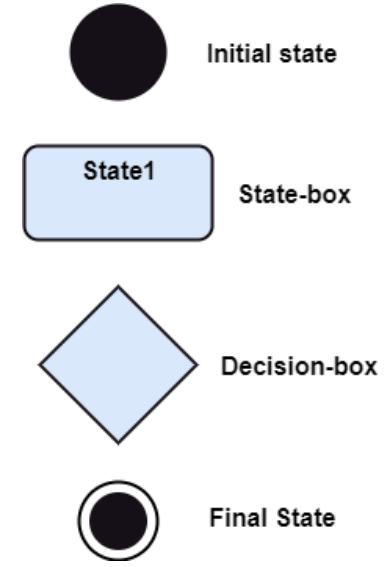 Initial state
State1
State-box
Decision-box
Final State